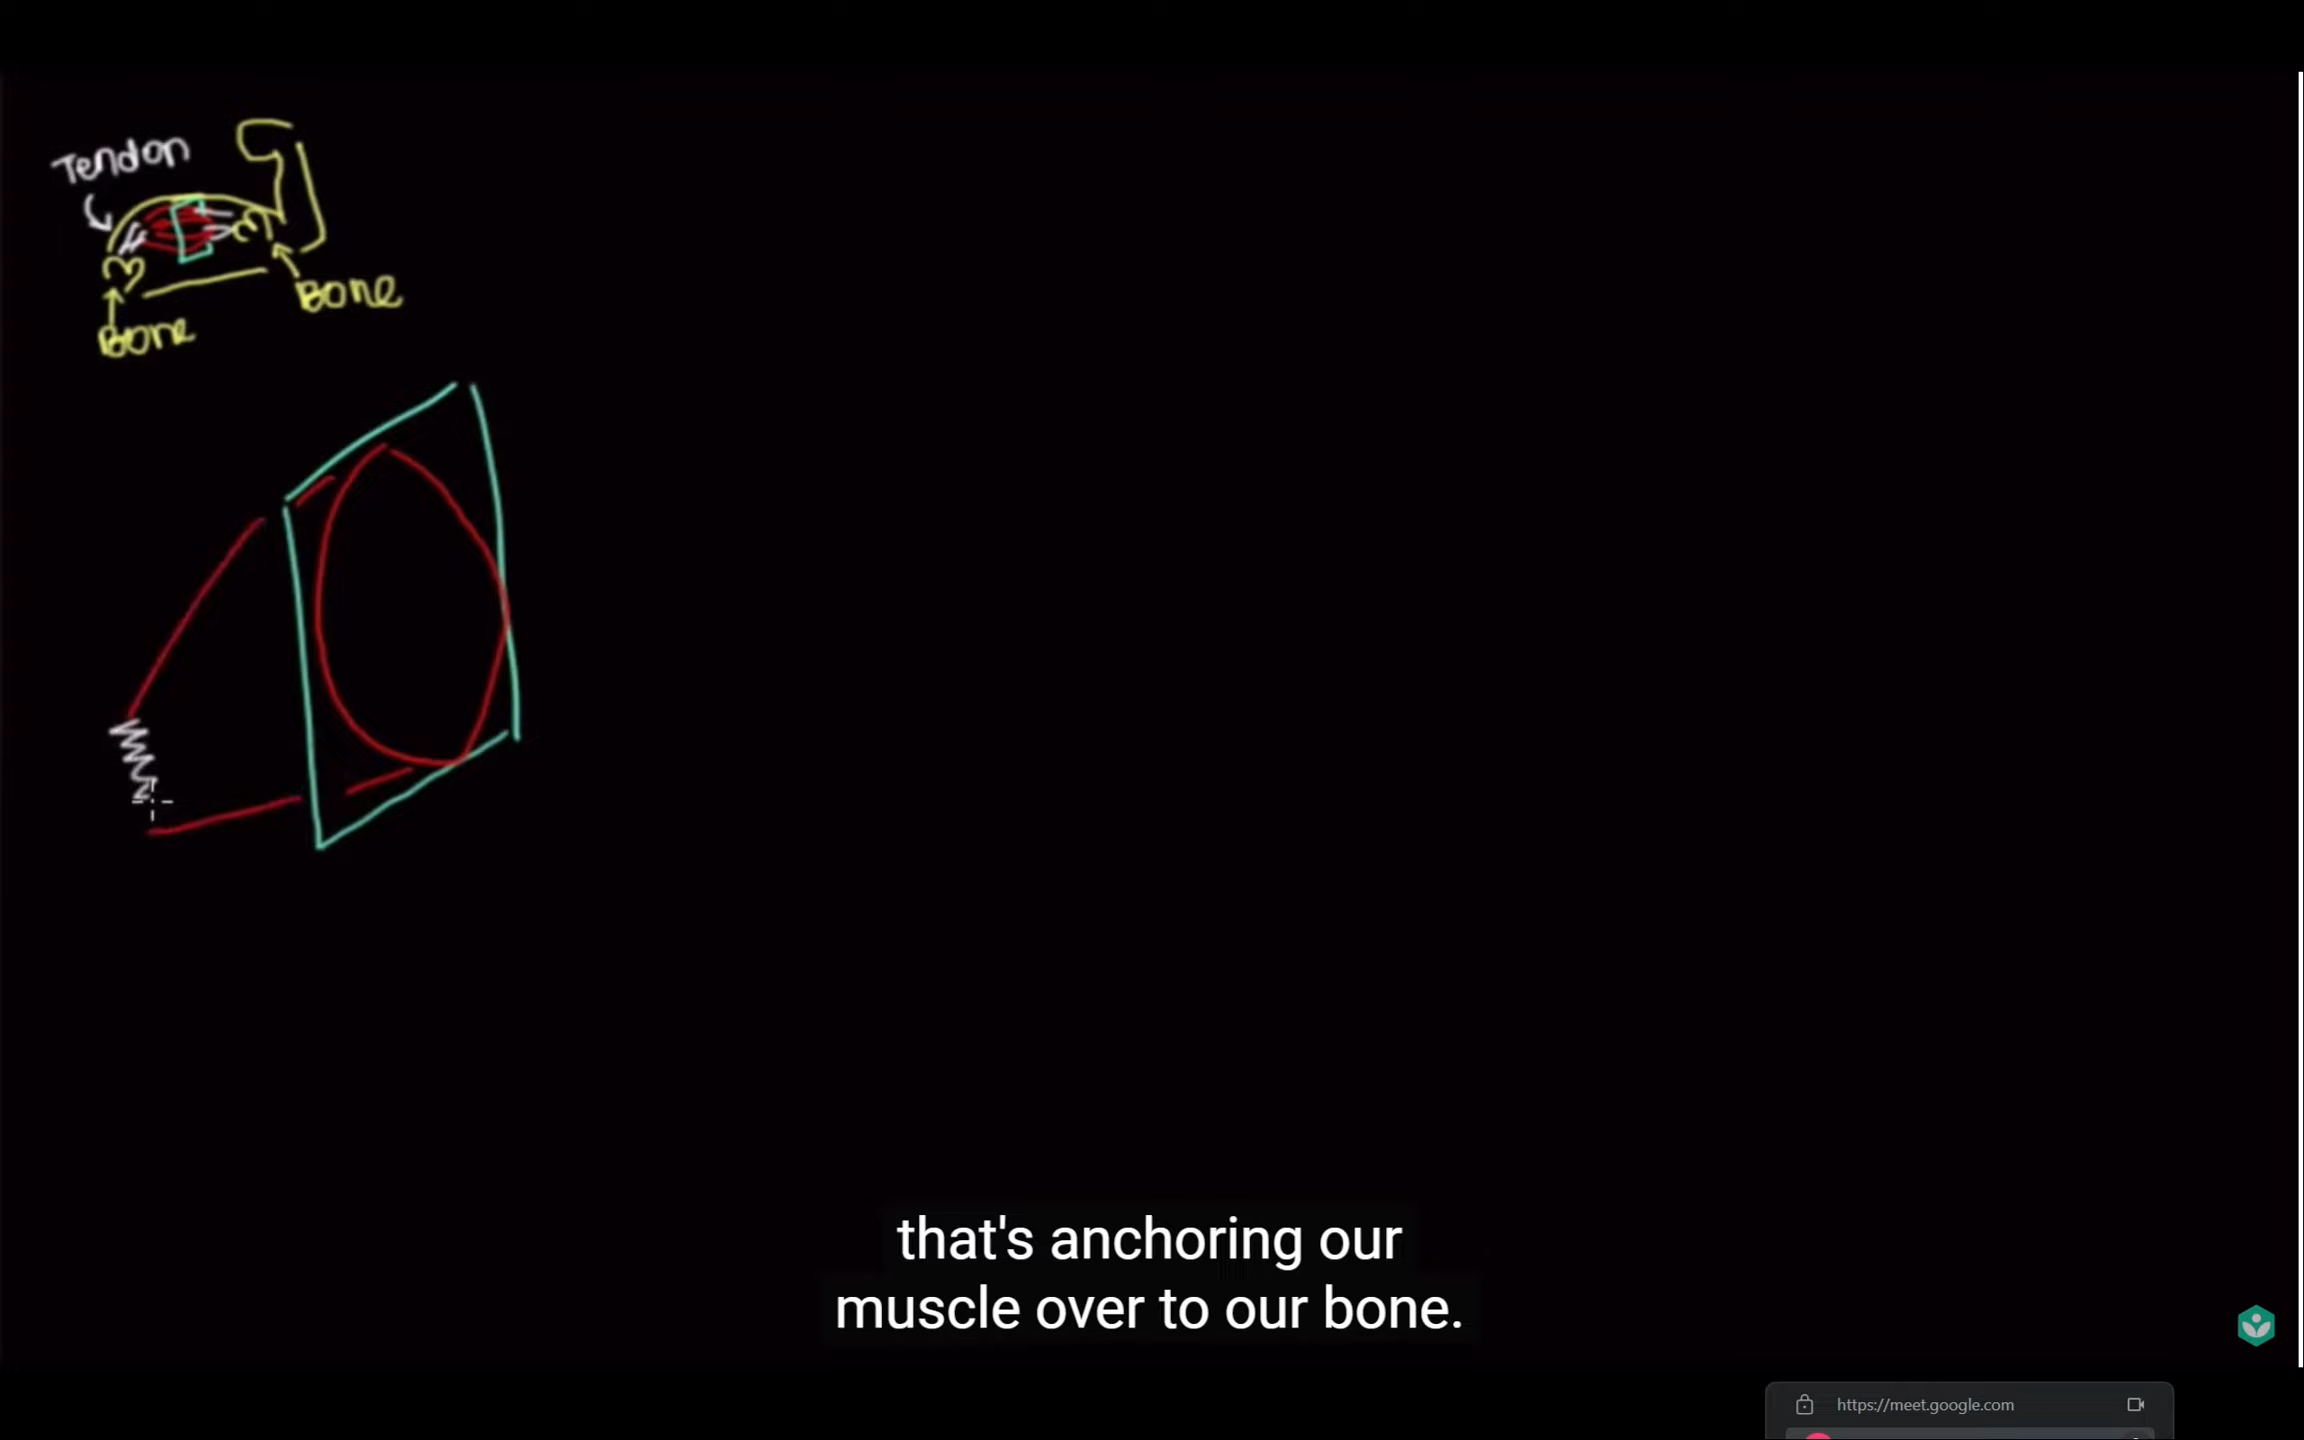 Tendon
Bone
Bone
that's anchoring our
muscle over to our bone.
https://meet.google.com